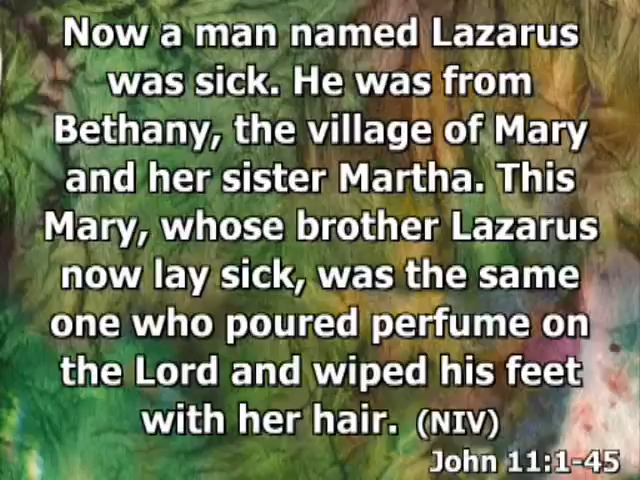 Now a man named Lazarus
was sick. He was from
Bethany, the village of Mary
and her sister Martha. This
Mary, whose brother Lazarus
now lay sick, was the same
one who poured perfume on
the Lord and wiped his feet
with her hair. (NIV)
John 11:1-45